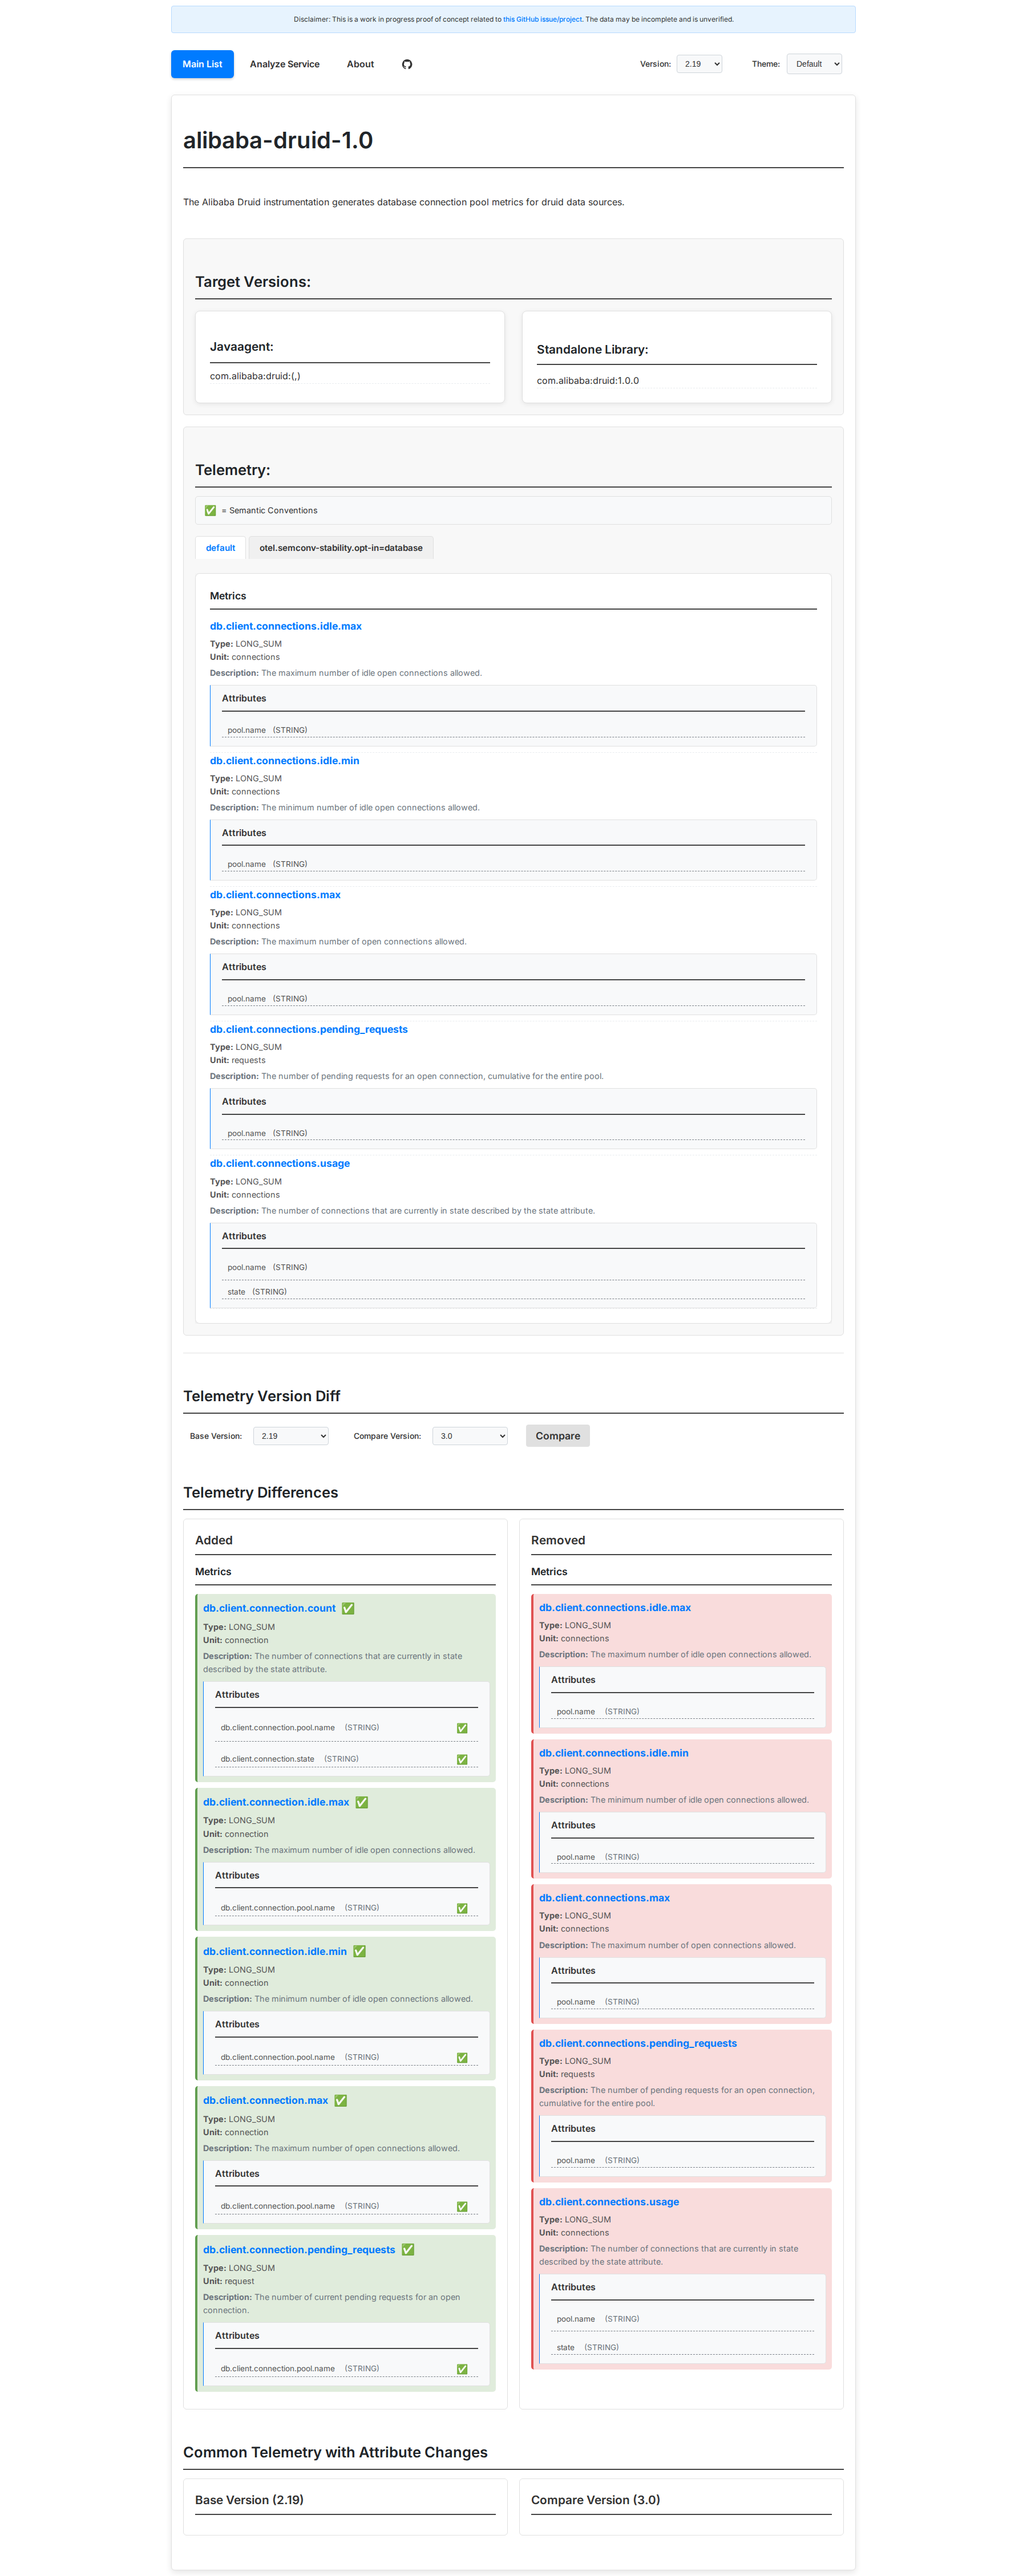 Disclaimer: This is a work in progress proof of concept related to this GitHub issue/project. The data may be incomplete and is unverified.
Main List Analyze Service About Version: 2.19 Theme: Default
alibaba-druid-1.0
The Alibaba Druid instrumentation generates database connection pool metrics for druid data sources.
Target Versions:
Javaagent:
com.alibaba:druid:(,)
Standalone Library:
com.alibaba:druid:1.0.0
Telemetry:
✅ = Semantic Conventions
default otel.semconv-stability.opt-in=database
Metrics
db.client.connections.idle.max
Type: LONG_SUM
Unit: connections
Description: The maximum number of idle open connections allowed.
Attributes
pool.name (STRING)
db.client.connections.idle.min
Type: LONG_SUM
Unit: connections
Description: The minimum number of idle open connections allowed.
Attributes
pool.name (STRING)
db.client.connections.max
Type: LONG_SUM
Unit: connections
Description: The maximum number of open connections allowed.
Attributes
pool.name (STRING)
db.client.connections.pending_requests
Type: LONG_SUM
Unit: requests
Description: The number of pending requests for an open connection, cumulative for the entire pool.
Attributes
pool.name (STRING)
db.client.connections.usage
Type: LONG_SUM
Unit: connections
Description: The number of connections that are currently in state described by the state attribute.
Attributes
pool.name (STRING)
state (STRING)
Telemetry Version Diff
Base Version: 2.19 Compare Version: 3.0 Compare
Telemetry Differences
Added
Metrics
db.client.connection.count ✅
Type: LONG_SUM
Unit: connection
Description: The number of connections that are currently in state
described by the state attribute.
Attributes
db.client.connection.pool.name (STRING) ✅
db.client.connection.state (STRING) ✅
db.client.connection.idle.max ✅
Type: LONG_SUM
Unit: connection
Description: The maximum number of idle open connections allowed.
Attributes
db.client.connection.pool.name (STRING) ✅
db.client.connection.idle.min ✅
Type: LONG_SUM
Unit: connection
Description: The minimum number of idle open connections allowed.
Attributes
db.client.connection.pool.name (STRING) ✅
db.client.connection.max ✅
Type: LONG_SUM
Unit: connection
Description: The maximum number of open connections allowed.
Attributes
db.client.connection.pool.name (STRING) ✅
db.client.connection.pending_requests ✅
Type: LONG_SUM
Unit: request
Description: The number of current pending requests for an open
connection.
Attributes
db.client.connection.pool.name (STRING) ✅
Removed
Metrics
db.client.connections.idle.max
Type: LONG_SUM
Unit: connections
Description: The maximum number of idle open connections allowed.
Attributes
pool.name (STRING)
db.client.connections.idle.min
Type: LONG_SUM
Unit: connections
Description: The minimum number of idle open connections allowed.
Attributes
pool.name (STRING)
db.client.connections.max
Type: LONG_SUM
Unit: connections
Description: The maximum number of open connections allowed.
Attributes
pool.name (STRING)
db.client.connections.pending_requests
Type: LONG_SUM
Unit: requests
Description: The number of pending requests for an open connection,
cumulative for the entire pool.
Attributes
pool.name (STRING)
db.client.connections.usage
Type: LONG_SUM
Unit: connections
Description: The number of connections that are currently in state
described by the state attribute.
Attributes
pool.name (STRING)
state (STRING)
Common Telemetry with Attribute Changes
Base Version (2.19)
Compare Version (3.0)